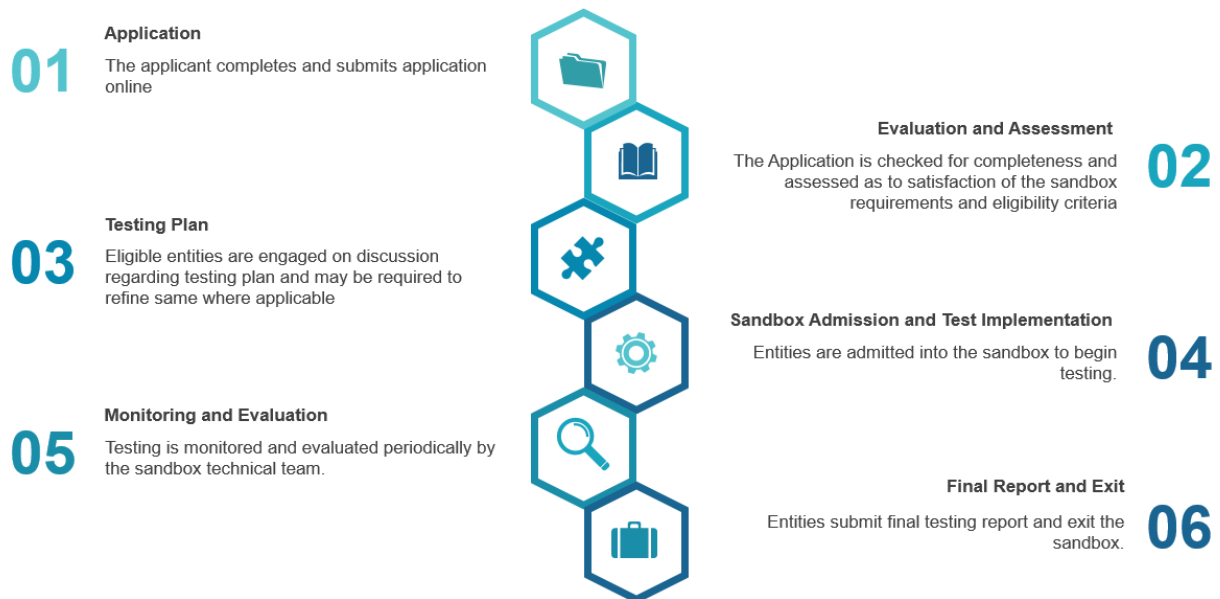 01
Application
The applicant completes and submits application
online
Evaluation and Assessment
02
The Application is checked for completeness and
assessed as to satisfaction of the sandbox
requirements and eligibility criteria
Testing Plan
03
Eligible entities are engaged on discussion
regarding testing plan and may be required to
refine same where applicable
Sandbox Admission and Test Implementation
04
Entities are admitted into the sandbox to begin
testing.
Monitoring and Evaluation
05
Testing is monitored and evaluated periodically by
the sandbox technical team.
Final Report and Exit
06
Entities submit final testing report and exit the
sandbox.